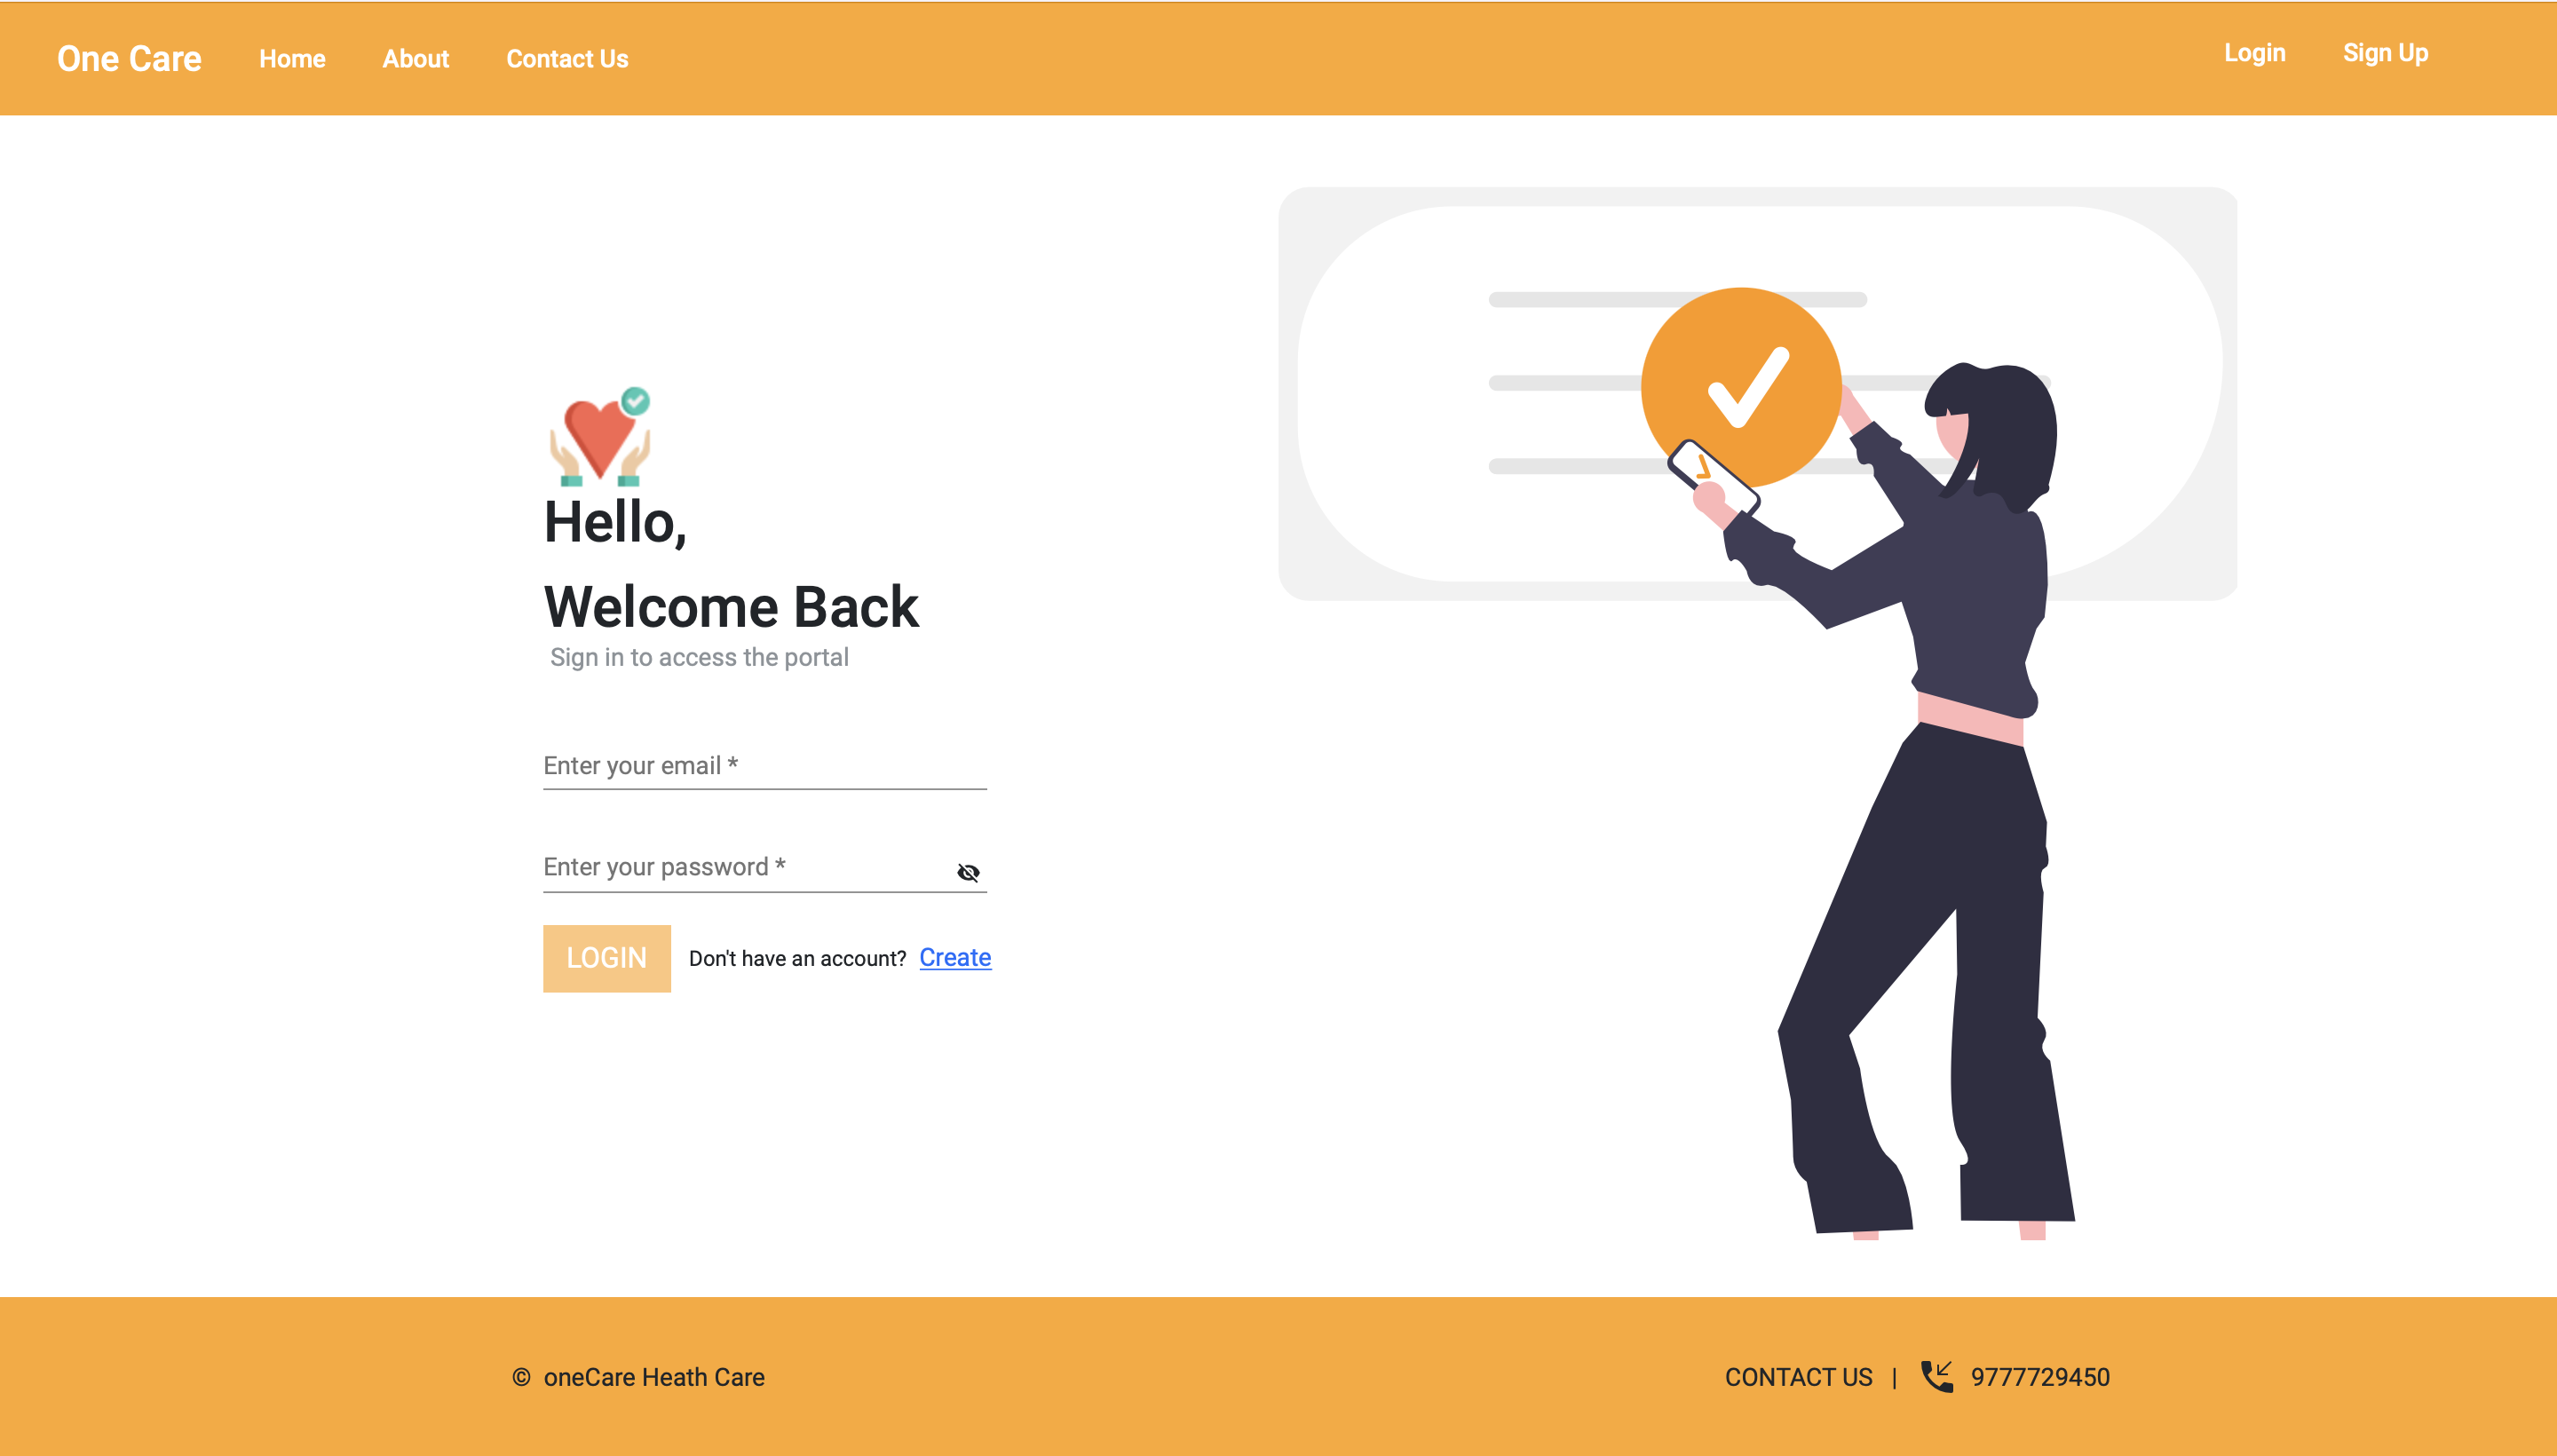 One Care Home About Contact Us Login Sign Up
Hello,
Welcome Back
Sign in to access the portal
Enter your email *
Enter your password *
LOGIN Don't have an account? Create
© oneCare Heath Care CONTACT US | 9777729450